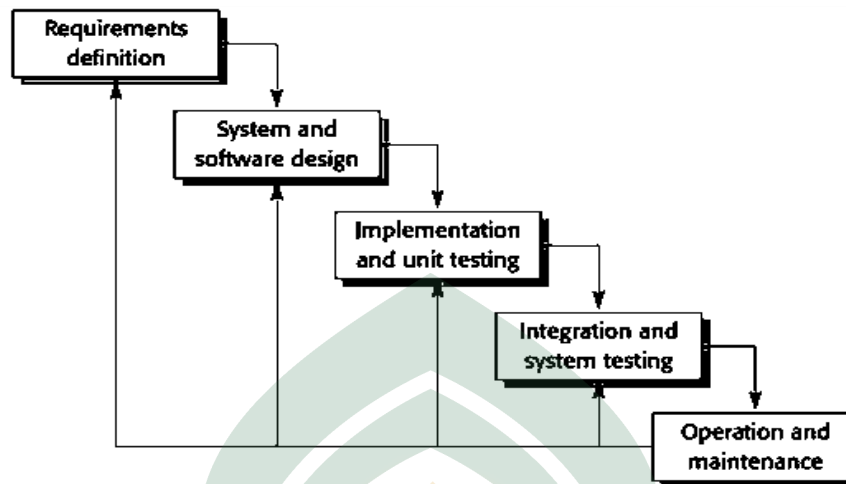 Requirements
definition
System and
software design
Implementation
and unit testing
Integration and
system testing
Operation and
maintenance